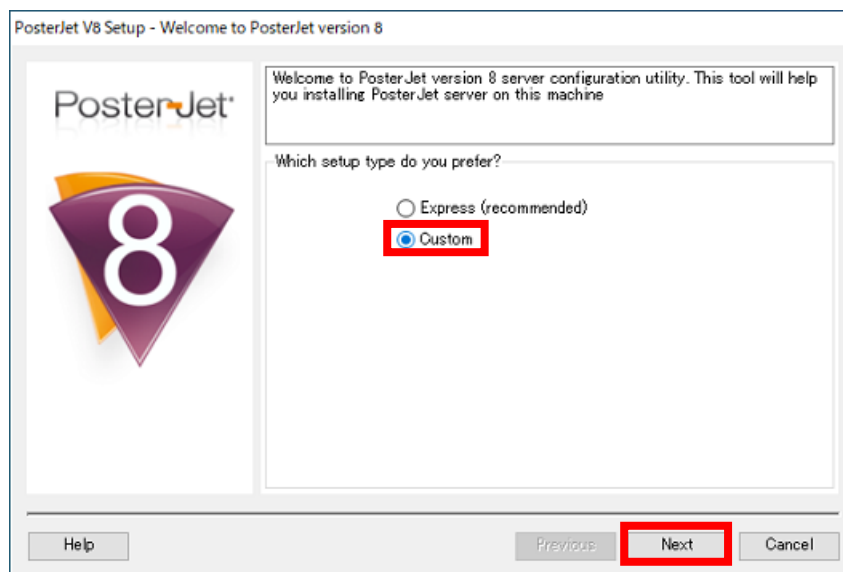 PosterJet V8 Setup - Welcome to PosterJet version 8
PosterJet
Welcome to PosterJet version 8 server configuration utility. This tool will help
you installing PosterJet server on this machine
8
Which setup type do you prefer?
Express (recommended)
Custom
Help
Previous
Next
Cancel